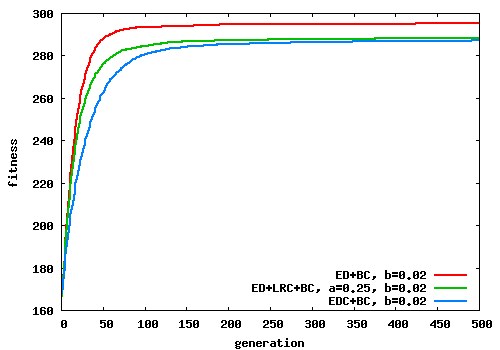 300
280
260
240
220
200
180
160
fitness
ED+BC, b=0.02
ED+LRC+BC, a=0.25, b=0.02
EDC+BC, b=0.02
0 50 100 150 200 250 300 350 400 450 500
generation